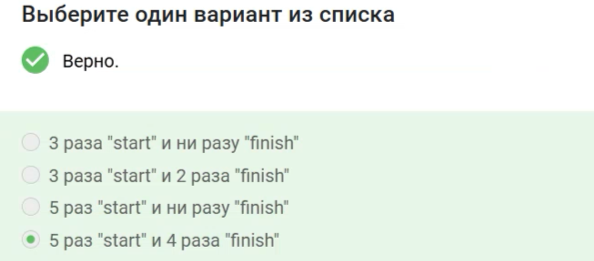 Выберите один вариант из списка
Верно.
3 раза "start" и ни разу "finish"
3 раза "start" и 2 раза "finish"
5 раз "start" и ни разу "finish"
5 раз "start" и 4 раза "finish"